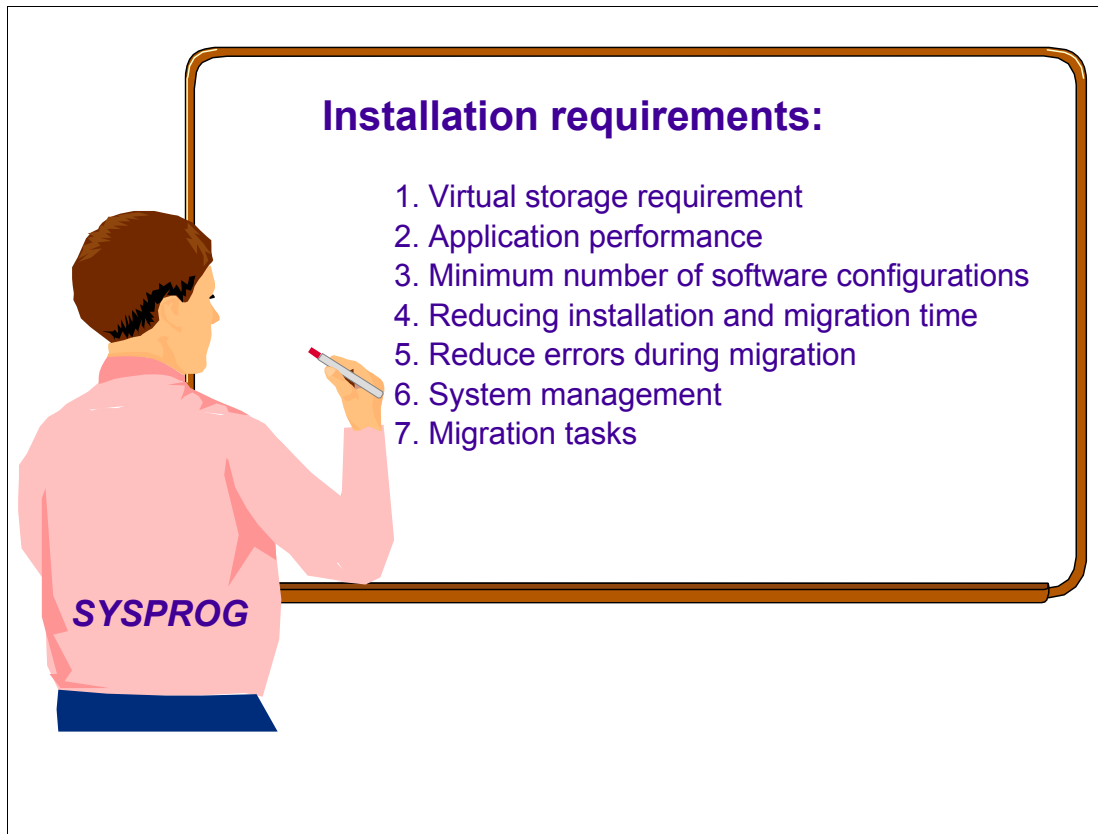 Installation requirements:
1. Virtual storage requirement
2. Application performance
3. Minimum number of software configurations
4. Reducing installation and migration time
5. Reduce errors during migration
6. System management
7. Migration tasks
SYSPROG